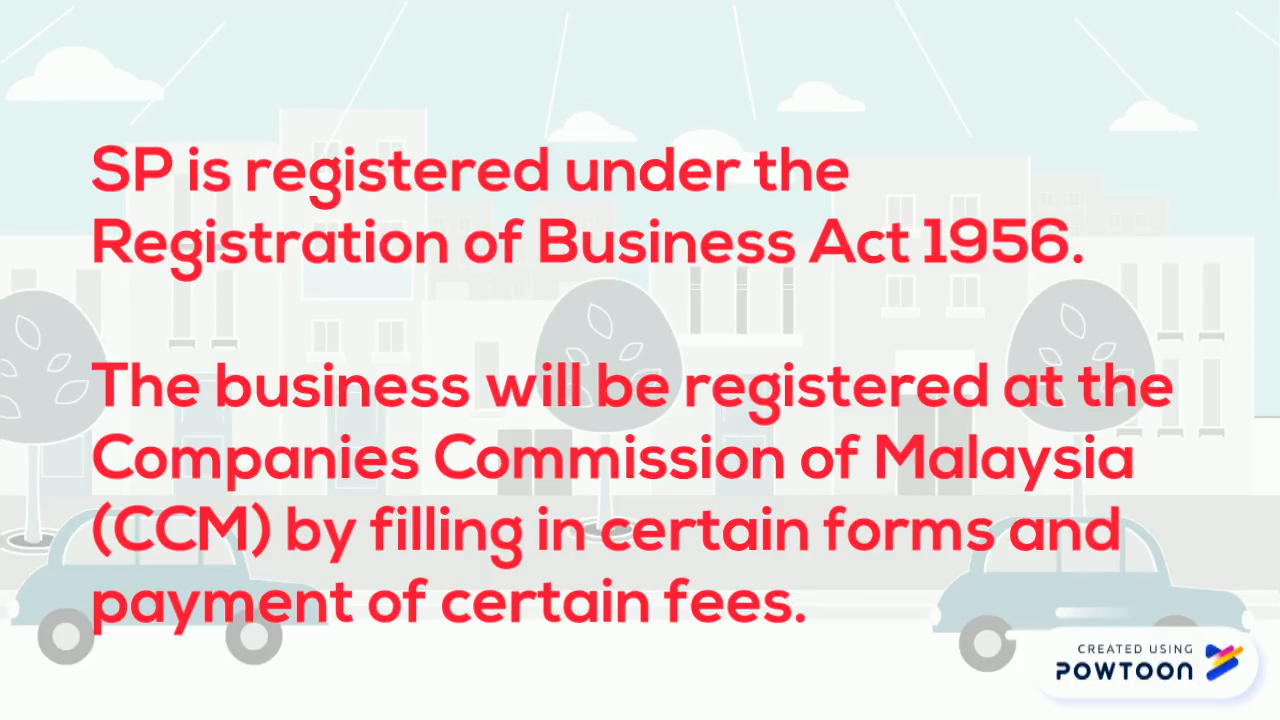 SP is registered under the
Registration of Business Act 1956.
The business will be registered at the
Companies Commission of Malaysia
(CCM) by filling in certain forms and
payment of certain fees.
CREATED USING
POWTOON